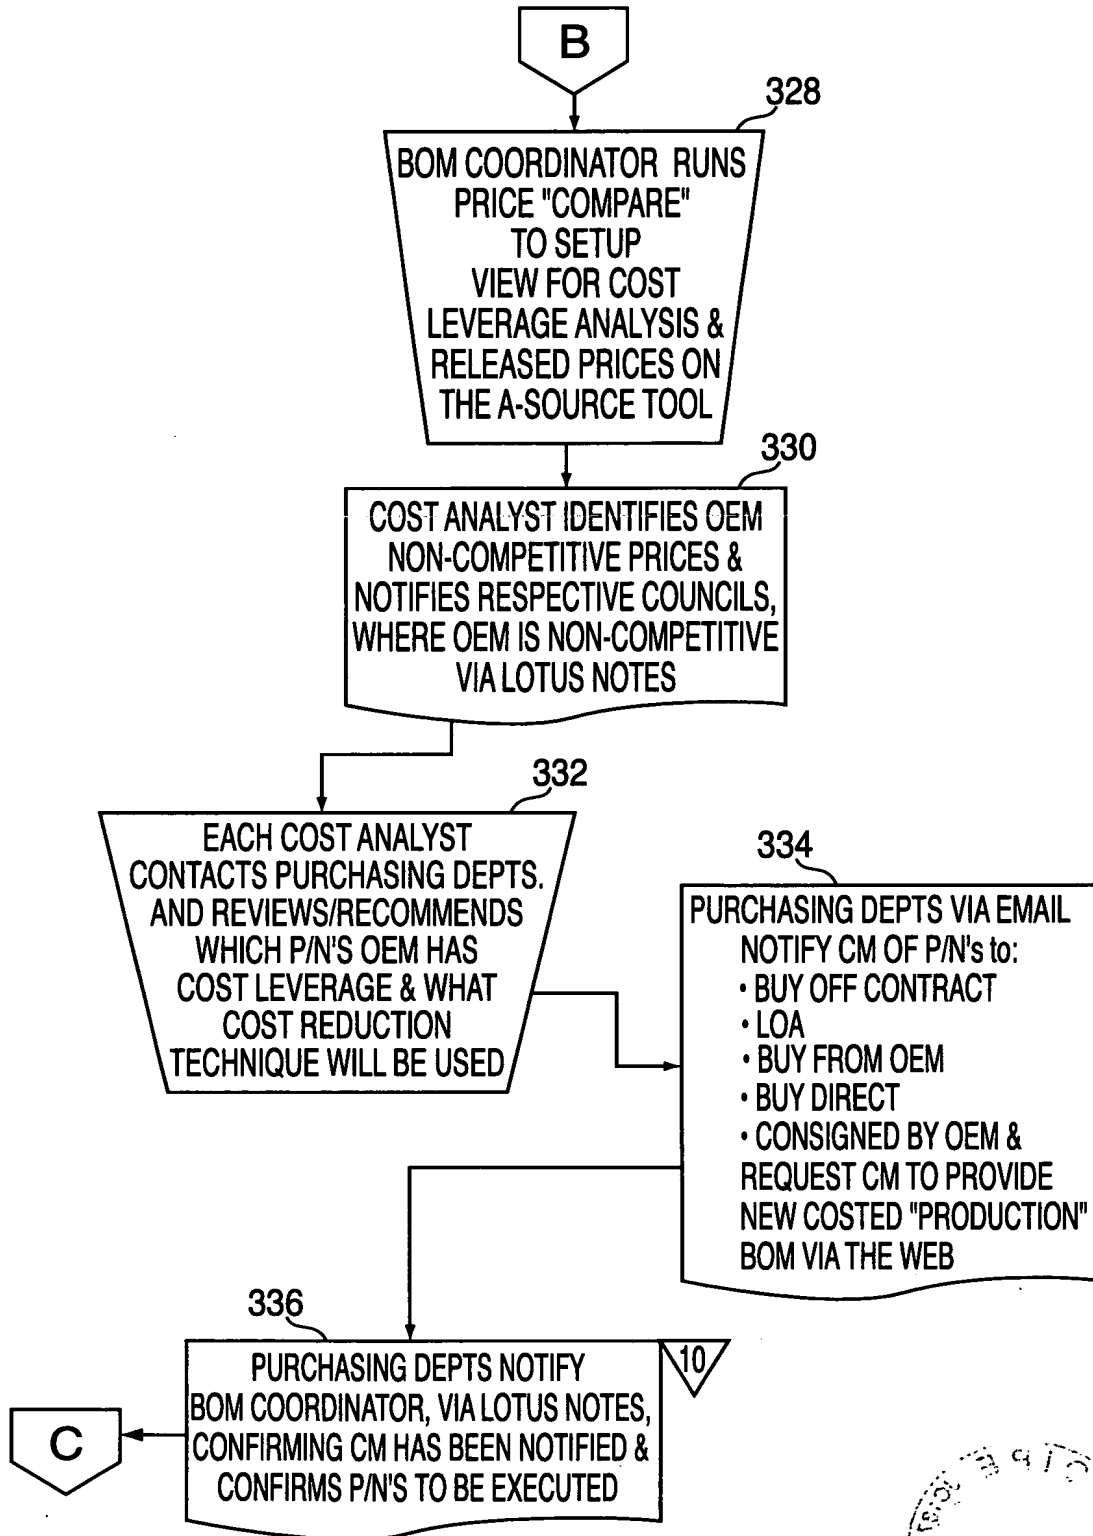 B
328
BOM COORDINATOR RUNS
PRICE "COMPARE"
TO SETUP
VIEW FOR COST
LEVERAGE ANALYSIS &
RELEASED PRICES ON
THE A-SOURCE TOOL
330
COST ANALYST IDENTIFIES OEM
NON-COMPETITIVE PRICES &
NOTIFIES RESPECTIVE COUNCILS,
WHERE OEM IS NON-COMPETITIVE
VIA LOTUS NOTES
332
EACH COST ANALYST
CONTACTS PURCHASING DEPTS.
AND REVIEWS/RECOMMENDS
WHICH P/N'S OEM HAS
COST LEVERAGE & WHAT
COST REDUCTION
TECHNIQUE WILL BE USED
334
PURCHASING DEPTS VIA EMAIL
NOTIFY CM OF P/N's to:
• BUY OFF CONTRACT
• LOA
• BUY FROM OEM
• BUY DIRECT
• CONSIGNED BY OEM &
REQUEST CM TO PROVIDE
NEW COSTED "PRODUCTION"
BOM VIA THE WEB
336
PURCHASING DEPTS NOTIFY
BOM COORDINATOR, VIA LOTUS NOTES,
CONFIRMING CM HAS BEEN NOTIFIED &
CONFIRMS P/N'S TO BE EXECUTED
10
C